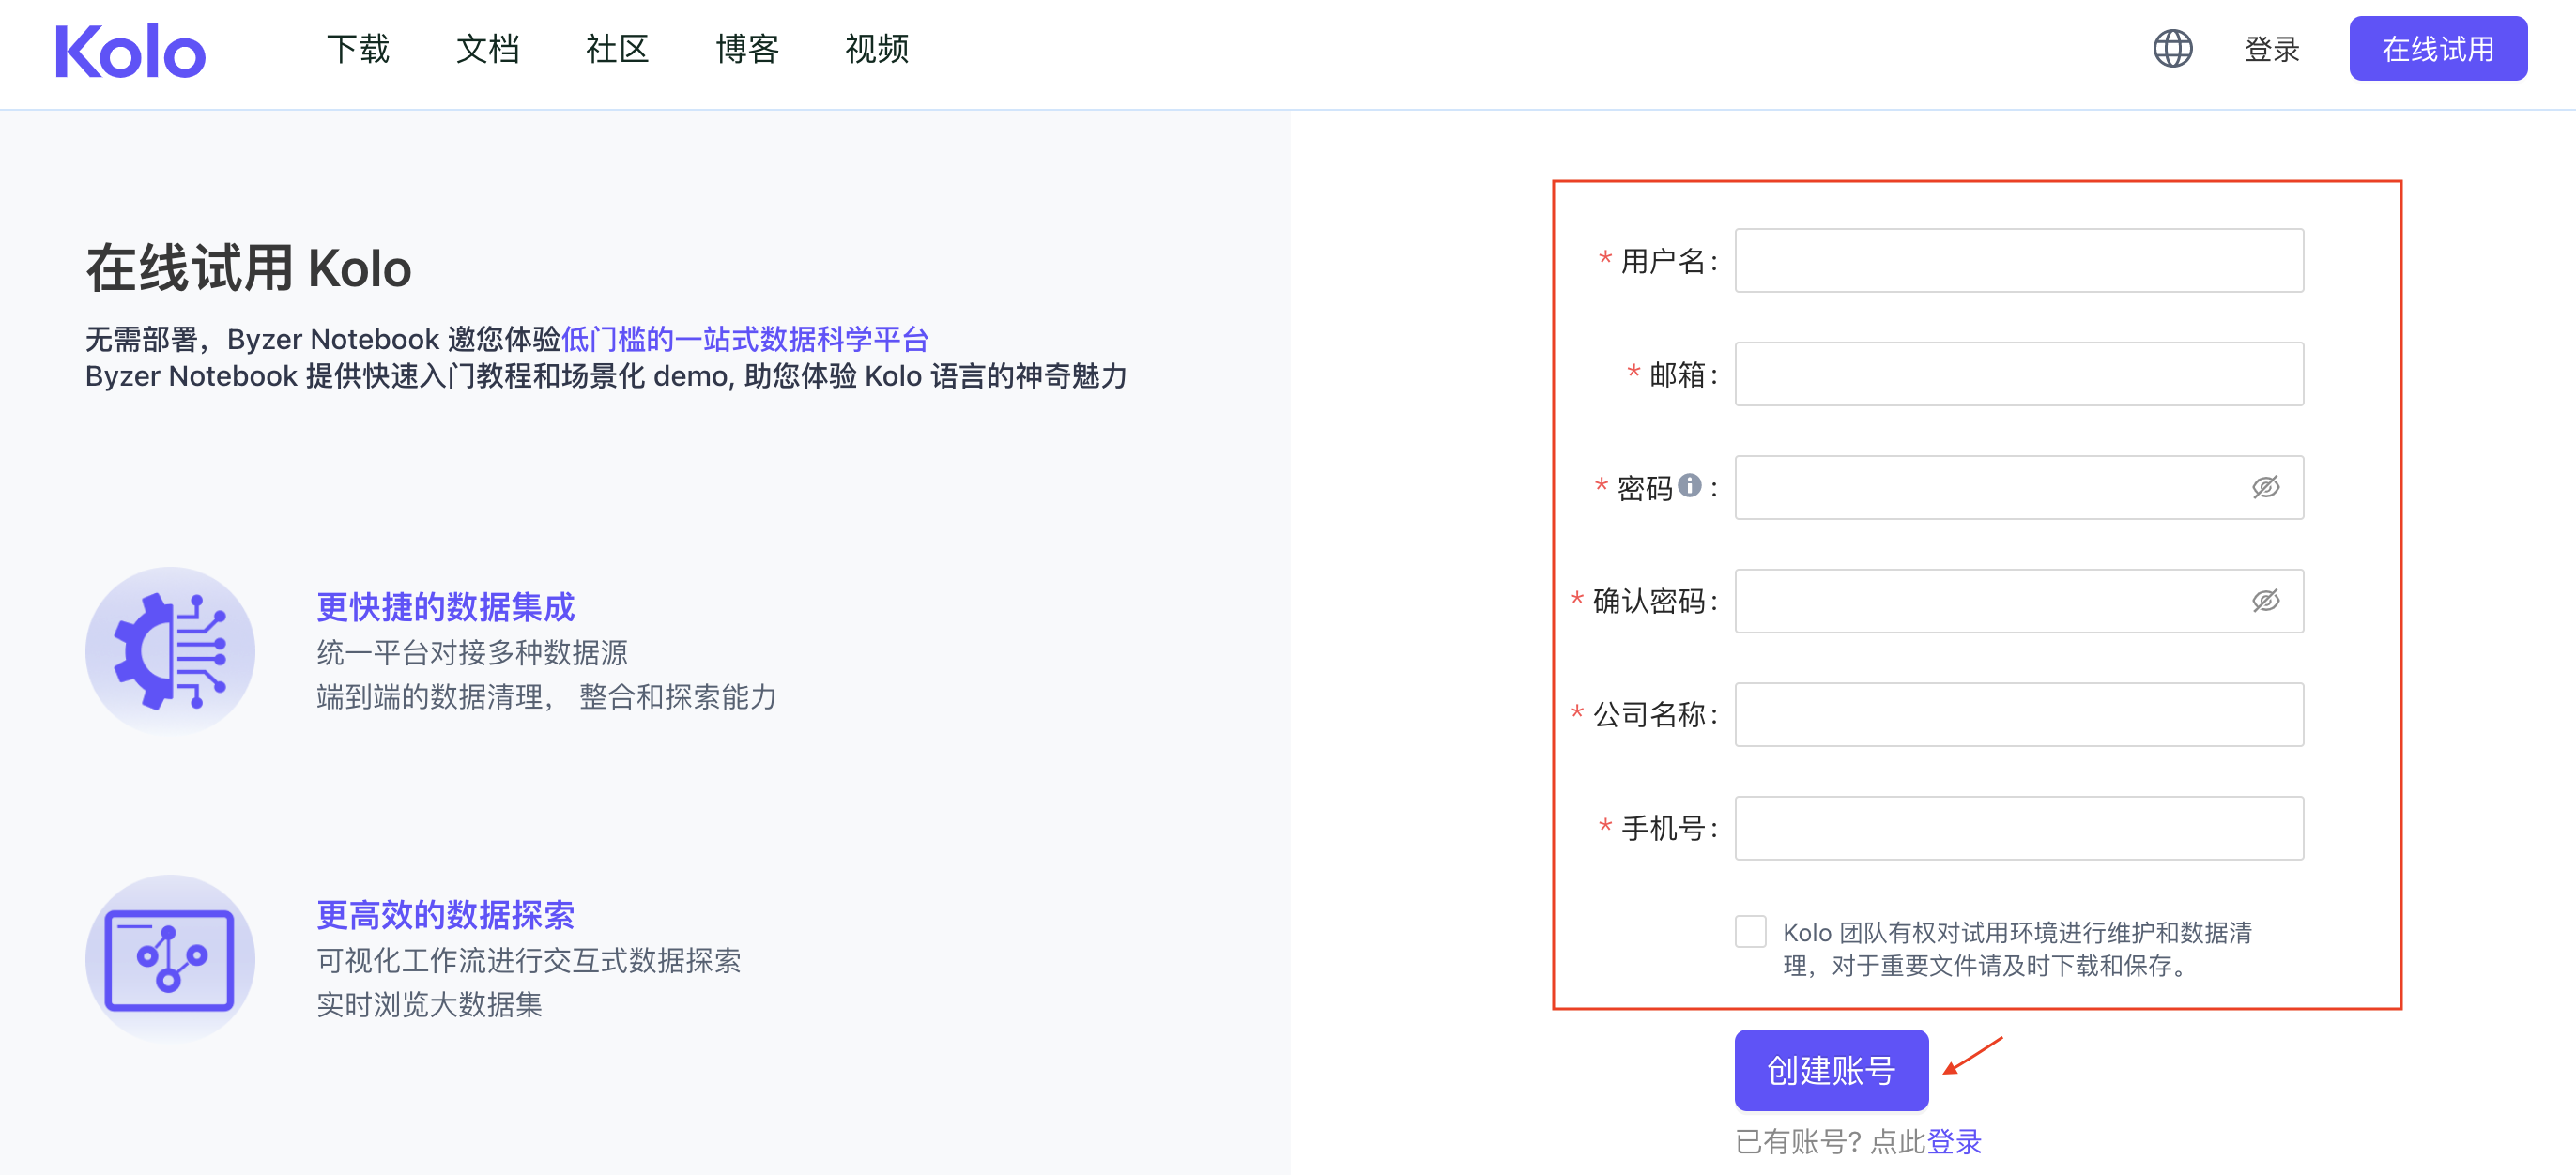 Kolo 下载 文档 社区 博客 视频 登录 在线试用
在线试用 Kolo
无需部署，Byzer Notebook 邀您体验低门槛的一站式数据科学平台
Byzer Notebook 提供快速入门教程和场景化 demo, 助您体验 Kolo 语言的神奇魅力
更快捷的数据集成
统一平台对接多种数据源
端到端的数据清理， 整合和探索能力
更高效的数据探索
可视化工作流进行交互式数据探索
实时浏览大数据集
* 用户名:
* 邮箱:
* 密码 :
* 确认密码:
* 公司名称:
* 手机号:
Kolo 团队有权对试用环境进行维护和数据清
理，对于重要文件请及时下载和保存。
创建账号
已有账号? 点此登录